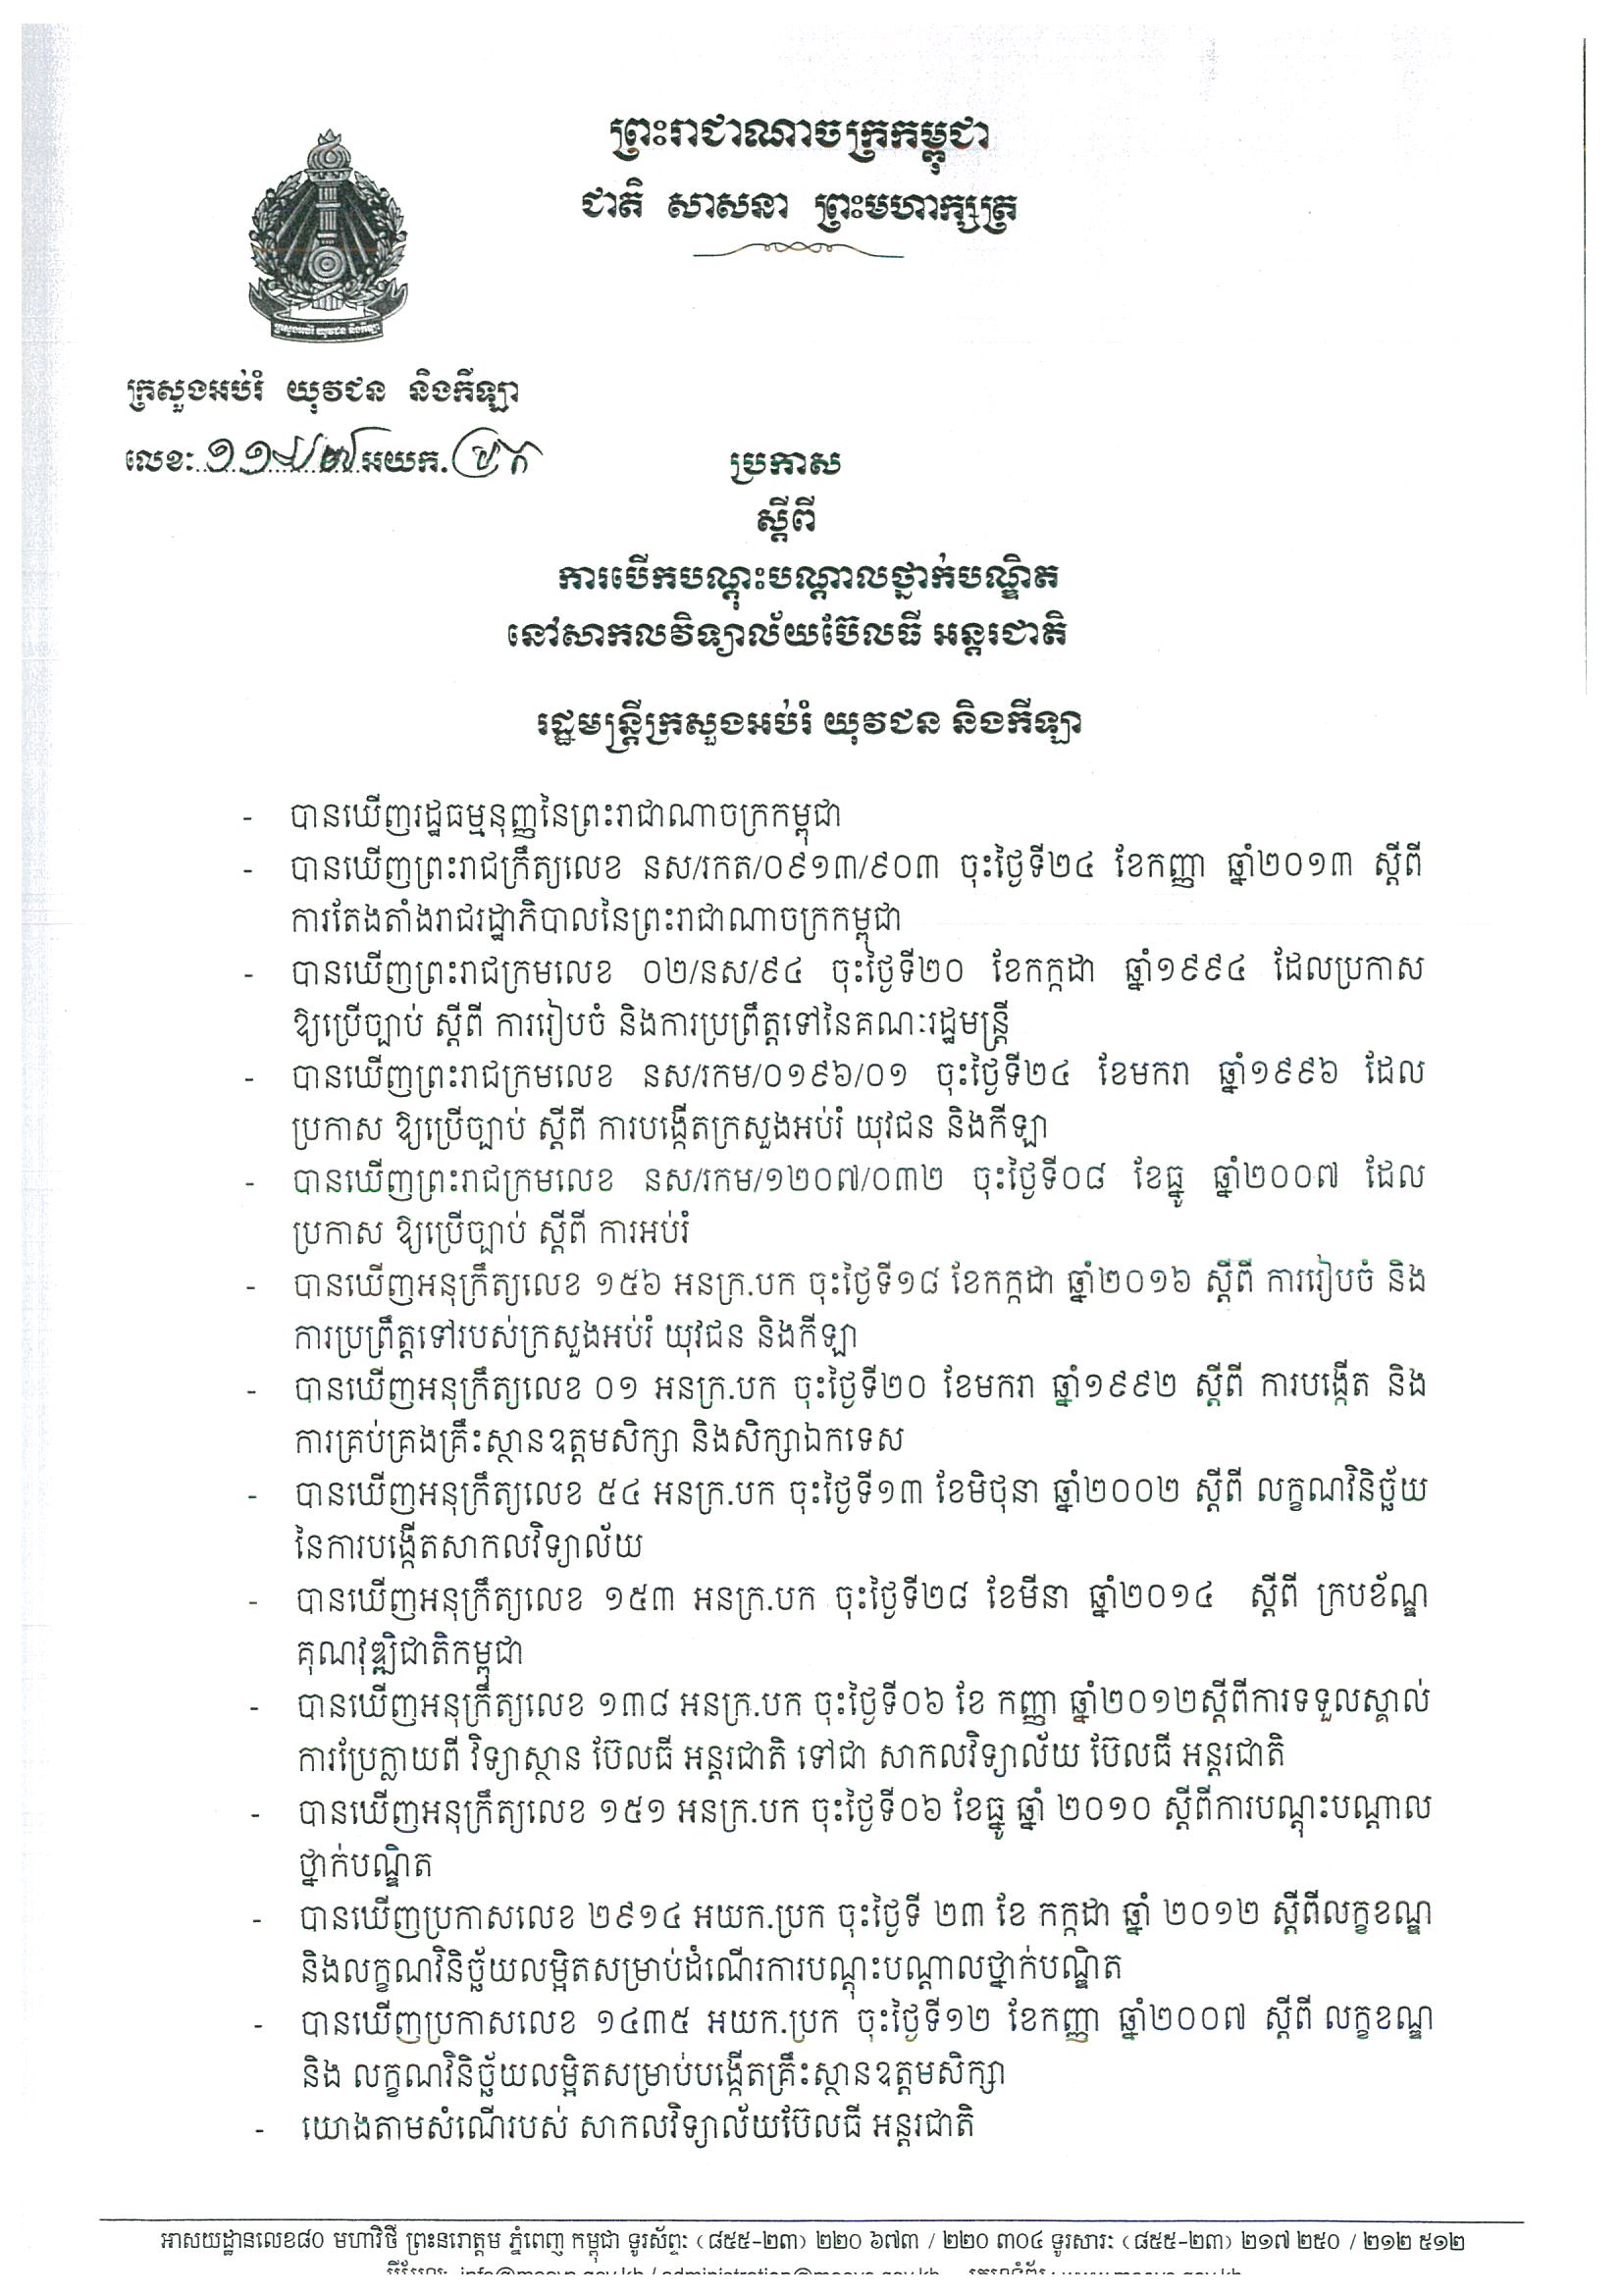 ព្រះរាជាណាចក្រកម្ពុជា
ជាតិ សាសនា ព្រះមហាក្សត្រ
ក្រសួងអប់រំ យុវជន និងកីឡា
ក្រសួងអប់រំ យុវជន និងកីឡា
លេខៈ អយក.ប្រក
ប្រកាស
ស្តីពី
ការបើកបណ្តុះបណ្តាលថ្នាក់បណ្ឌិត
នៅសាកលវិទ្យាល័យប៊ែលធី អន្តរជាតិ
រដ្ឋមន្ត្រីក្រសួងអប់រំ យុវជន និងកីឡា
- បានឃើញរដ្ឋធម្មនុញ្ញនៃព្រះរាជាណាចក្រកម្ពុជា
- បានឃើញព្រះរាជក្រឹត្យលេខ នស/រកត/០៩១៣/៩០៣ ចុះថ្ងៃទី២៤ ខែកញ្ញា ឆ្នាំ២០១៣ ស្តីពី
ការតែងតាំងរាជរដ្ឋាភិបាលនៃព្រះរាជាណាចក្រកម្ពុជា
- បានឃើញព្រះរាជក្រមលេខ ០២/នស/៩៤ ចុះថ្ងៃទី២០ ខែកក្កដា ឆ្នាំ១៩៩៤ ដែលប្រកាស
ឱ្យប្រើច្បាប់ ស្តីពី ការរៀបចំ និងការប្រព្រឹត្តទៅនៃគណៈរដ្ឋមន្ត្រី
- បានឃើញព្រះរាជក្រមលេខ នស/រកម/០១៩៦/០១ ចុះថ្ងៃទី២៤ ខែមករា ឆ្នាំ១៩៩៦ ដែល
ប្រកាស ឱ្យប្រើច្បាប់ ស្តីពី ការបង្កើតក្រសួងអប់រំ យុវជន និងកីឡា
- បានឃើញព្រះរាជក្រមលេខ នស/រកម/១២០៧/០៣២ ចុះថ្ងៃទី០៨ ខែធ្នូ ឆ្នាំ២០០៧ ដែល
ប្រកាស ឱ្យប្រើច្បាប់ ស្តីពី ការអប់រំ
- បានឃើញអនុក្រឹត្យលេខ ១៥៦ អនក្រ.បក ចុះថ្ងៃទី១៨ ខែកក្កដា ឆ្នាំ២០១៦ ស្តីពី ការរៀបចំ និង
ការប្រព្រឹត្តទៅរបស់ក្រសួងអប់រំ យុវជន និងកីឡា
- បានឃើញអនុក្រឹត្យលេខ ០១ អនក្រ.បក ចុះថ្ងៃទី២០ ខែមករា ឆ្នាំ១៩៩២ ស្តីពី ការបង្កើត និង
ការគ្រប់គ្រងគ្រឹះស្ថានឧត្តមសិក្សា និងសិក្សាឯកទេស
- បានឃើញអនុក្រឹត្យលេខ ៥៤ អនក្រ.បក ចុះថ្ងៃទី១៣ ខែមិថុនា ឆ្នាំ២០០២ ស្តីពី លក្ខណវិនិច្ឆ័យ
នៃការបង្កើតសាកលវិទ្យាល័យ
- បានឃើញអនុក្រឹត្យលេខ ១៥៣ អនក្រ.បក ចុះថ្ងៃទី២៨ ខែមីនា ឆ្នាំ២០១៤ ស្តីពី ក្របខ័ណ្ឌ
គុណវុឌ្ឍិជាតិកម្ពុជា
- បានឃើញអនុក្រឹត្យលេខ ១៣៨ អនក្រ.បក ចុះថ្ងៃទី០៦ ខែ កញ្ញា ឆ្នាំ២០១២ស្តីពីការទទួលស្គាល់
ការប្រែក្លាយពី វិទ្យាស្ថាន ប៊ែលធី អន្តរជាតិ ទៅជា សាកលវិទ្យាល័យ ប៊ែលធី អន្តរជាតិ
- បានឃើញអនុក្រឹត្យលេខ ១៥១ អនក្រ.បក ចុះថ្ងៃទី០៦ ខែធ្នូ ឆ្នាំ ២០១០ ស្តីពីការបណ្តុះបណ្តាល
ថ្នាក់បណ្ឌិត
- បានឃើញប្រកាសលេខ ២៩១៤ អយក.ប្រក ចុះថ្ងៃទី ២៣ ខែ កក្កដា ឆ្នាំ ២០១២ ស្តីពីលក្ខខណ្ឌ
និងលក្ខណវិនិច្ឆ័យលម្អិតសម្រាប់ដំណើរការបណ្តុះបណ្តាលថ្នាក់បណ្ឌិត
- បានឃើញប្រកាសលេខ ១៤៣៥ អយក.ប្រក ចុះថ្ងៃទី១២ ខែកញ្ញា ឆ្នាំ២០០៧ ស្តីពី លក្ខខណ្ឌ
និង លក្ខណវិនិច្ឆ័យលម្អិតសម្រាប់បង្កើតគ្រឹះស្ថានឧត្តមសិក្សា
- យោងតាមសំណើរបស់ សាកលវិទ្យាល័យប៊ែលធី អន្តរជាតិ
អាសយដ្ឋានលេខ៨០ មហាវិថី ព្រះនរោត្តម ភ្នំពេញ កម្ពុជា ទូរស័ព្ទៈ (៨៥៥-២៣) ២២០ ៦៧៣ / ២២០ ៣០៤ ទូរសារៈ (៨៥៥-២៣) ២១៧ ២៥០ / ២១២ ៥១២